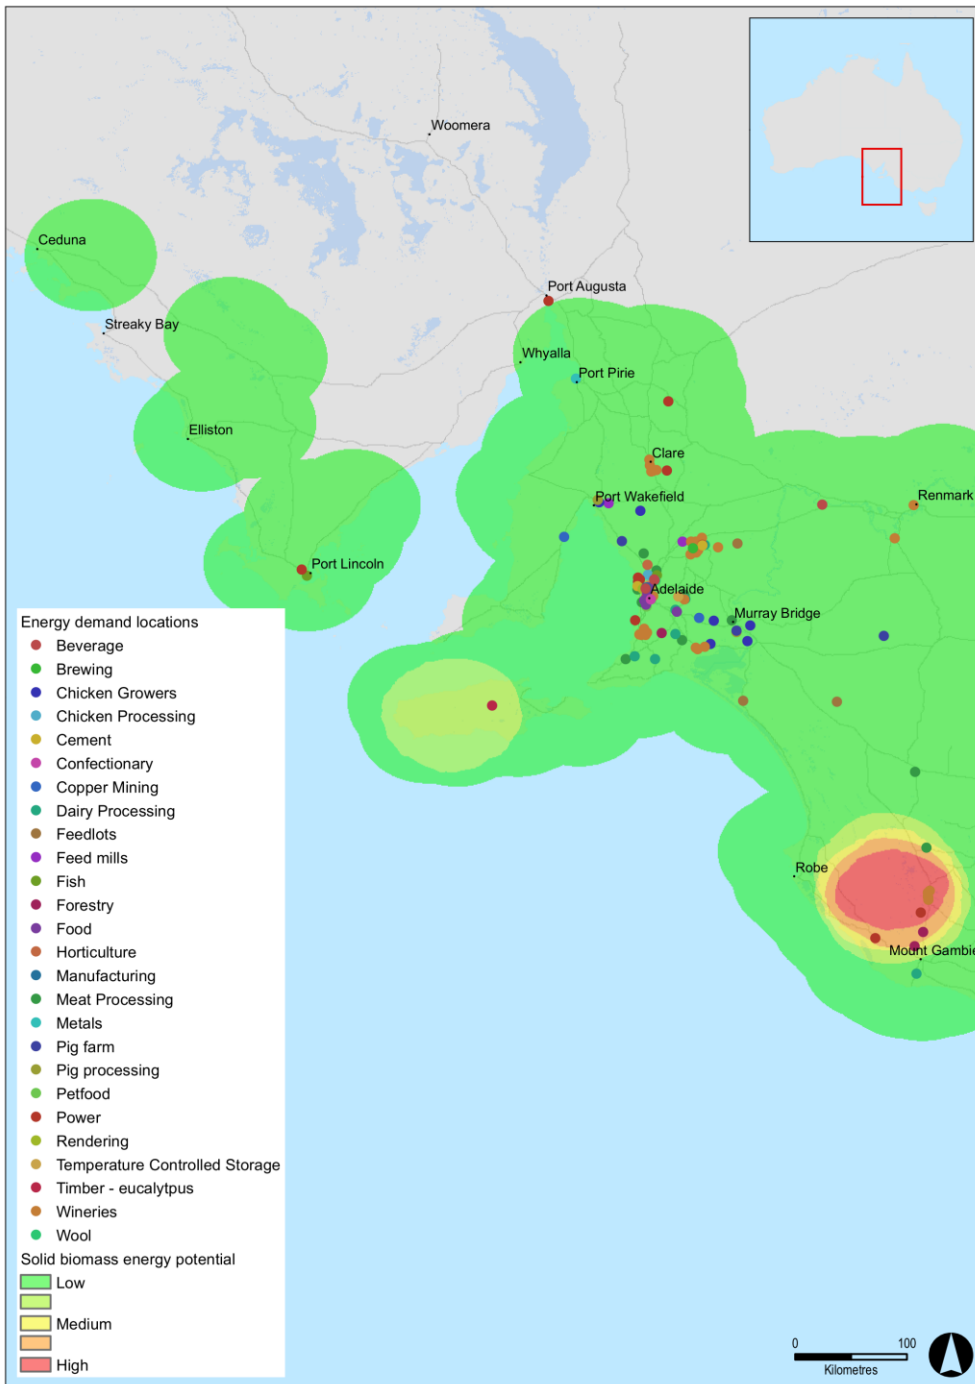 Woomera
Ceduna
Port Augusta
Streaky Bay
Whyalla
Port Pirie
Elliston
Clare
Port Wakefield
Renmark
Port Lincoln
Adelaide
Murray Bridge
Robe
Mount Gambie
Energy demand locations
Beverage
Brewing
Chicken Growers
Chicken Processing
Cement
Confectionary
Copper Mining
Dairy Processing
Feedlots
Feed mills
Fish
Forestry
Food
Horticulture
Manufacturing
Meat Processing
Metals
Pig farm
Pig processing
Petfood
Power
Rendering
Temperature Controlled Storage
Timber - eucalytpus
Wineries
Wool
Solid biomass energy potential
Low
Medium
High
0 100
Kilometres